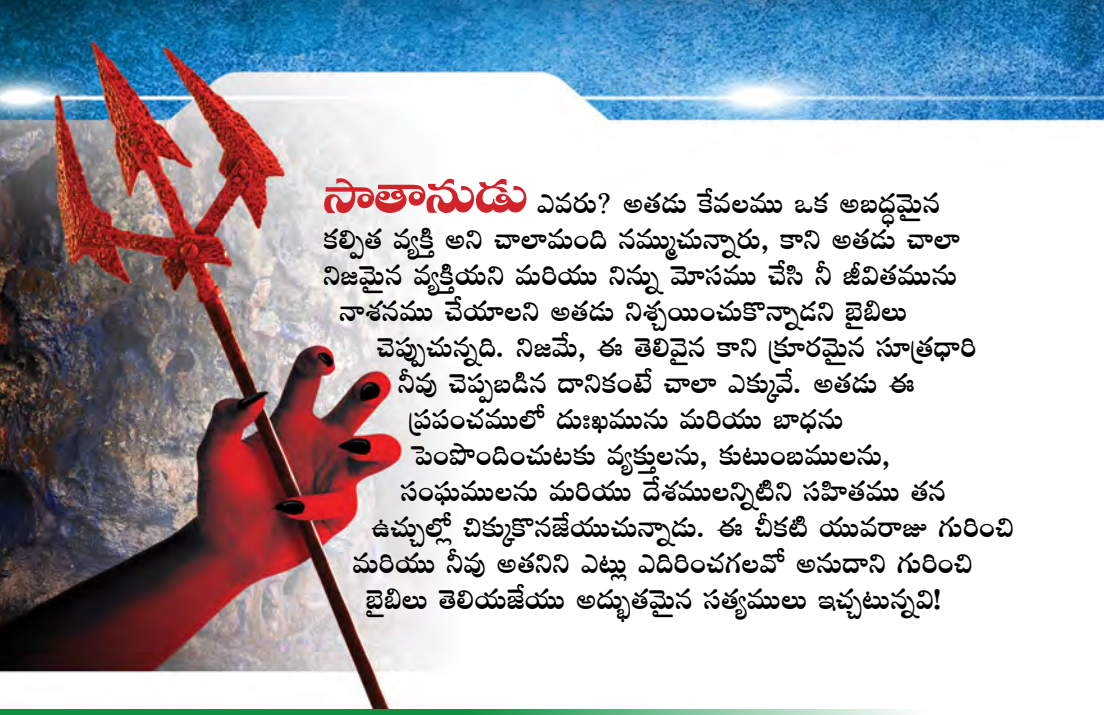 సాతానుడు ఎవరు? అతడు కేవలము ఒక అబద్ధమైన
కల్పిత వ్యక్తి అని చాలామంది నమ్ముచున్నారు, కాని అతడు చాలా
నిజమైన వ్యక్తియని మరియు నిన్ను మోసము చేసి నీ జీవితమును
నాశనము చేయాలని అతడు నిశ్చయించుకొన్నాడని బైబిలు
చెప్పుచున్నది. నిజమే, ఈ తెలివైన కాని క్రూరమైన సూత్రధారి
నీవు చెప్పబడిన దానికంటే చాలా ఎక్కువే. అతడు ఈ
ప్రపంచములో దుఃఖమును మరియు బాధను
పెంపొందించుటకు వ్యక్తులను, కుటుంబములను,
సంఘములను మరియు దేశములన్నిటిని సహితము తన
ఉచ్చుల్లో చిక్కుకొనజేయుచున్నాడు. ఈ చీకటి యువరాజు గురించి
మరియు నీవు అతనిని ఎట్లు ఎదిరించగలవో అనుదాని గురించి
బైబిలు తెలియజేయు అద్భుతమైన సత్యములు ఇచ్చటున్నవి!